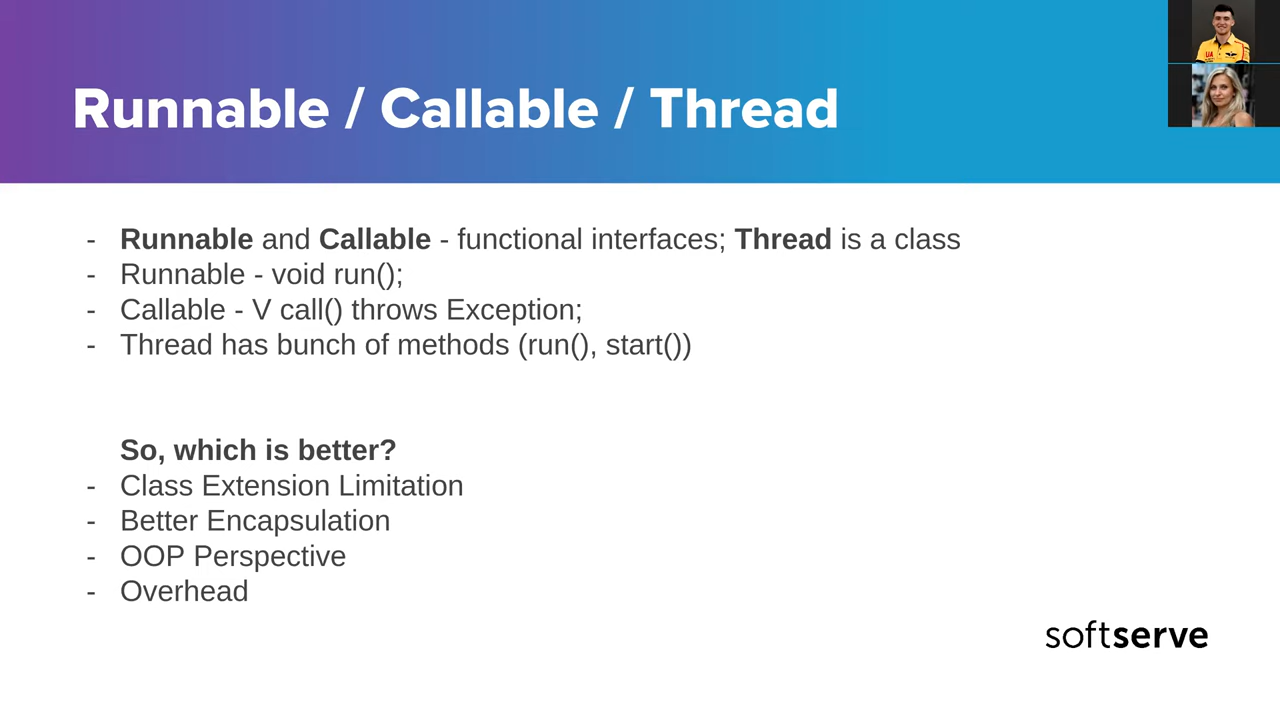 Runnable / Callable / Thread
- Runnable and Callable - functional interfaces; Thread is a class
- Runnable - void run();
- Callable - V call() throws Exception;
- Thread has bunch of methods (run(), start())
So, which is better?
- Class Extension Limitation
- Better Encapsulation
- OOP Perspective
- Overhead
softserve
UA